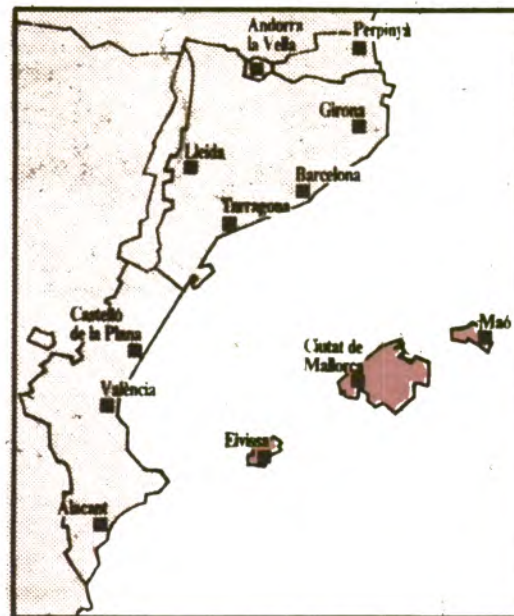 Andorra
la Vella
Perpinyà
Girona
Lleida
Barcelona
Tarragona
Castelló
de la Plana
Maó
Ciutat de
Mallorca
València
Eivissa
Alacant